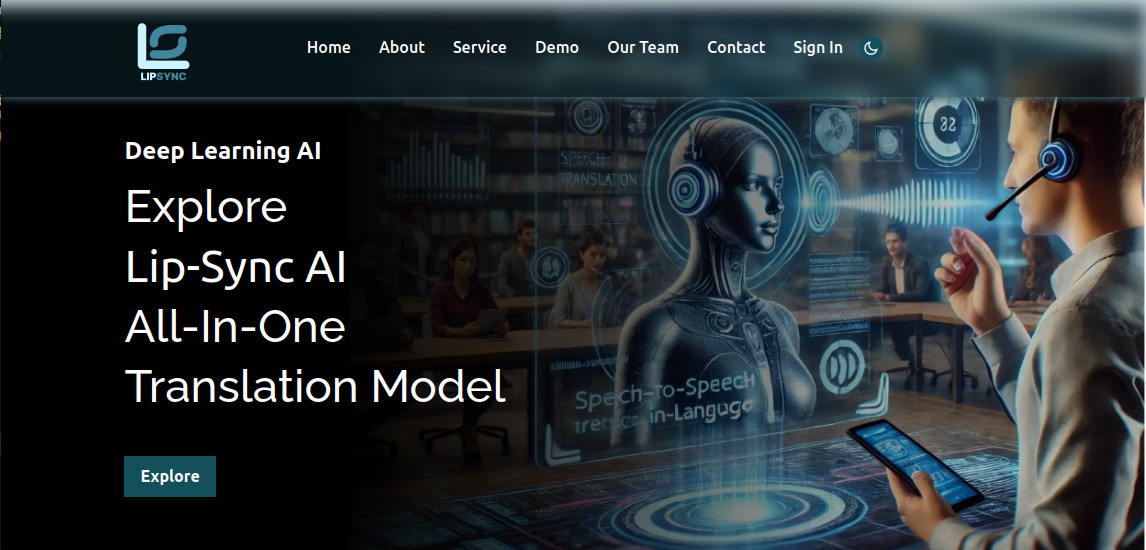 LIPSYNC
Home About Service Demo Our Team Contact Sign In
Deep Learning AI
Explore
Lip-Sync AI
All-In-One
Translation Model
Explore
SPEECH-
TRANSLATION
Speech-to-Speech
in-Languge